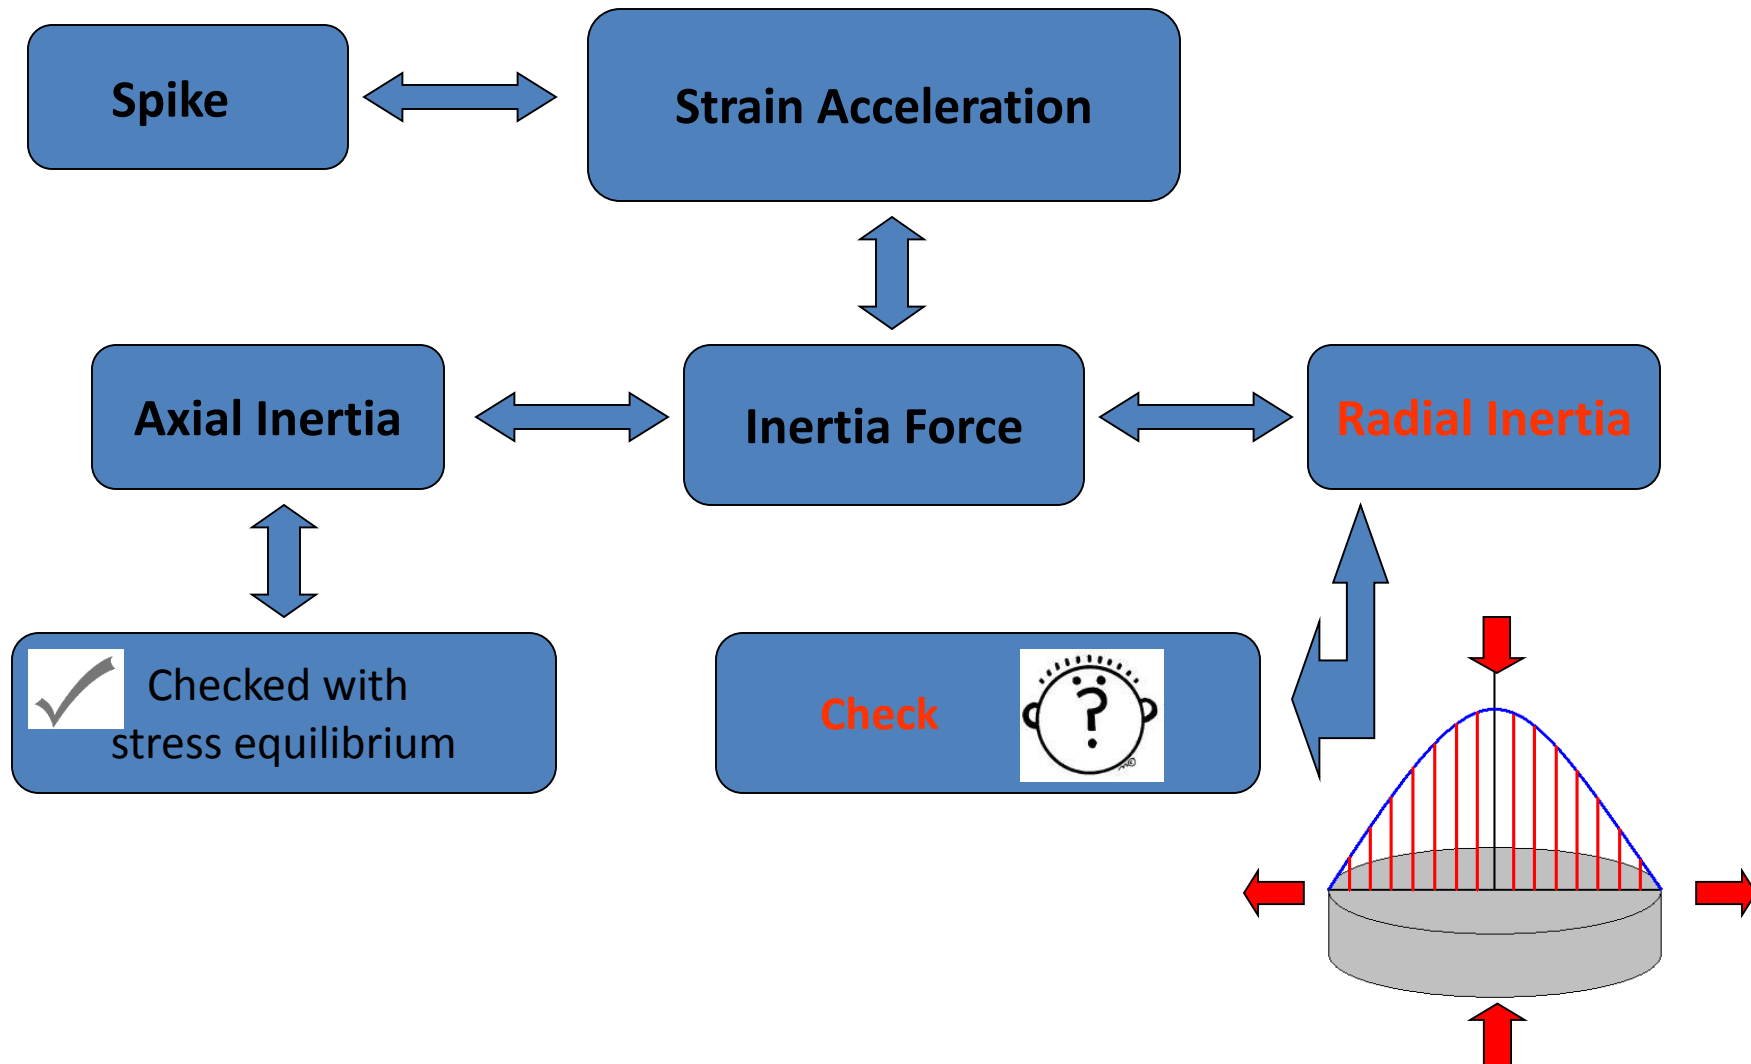 Spike
Strain Acceleration
Axial Inertia
Inertia Force
Radial Inertia
Checked with
stress equilibrium
Check
?